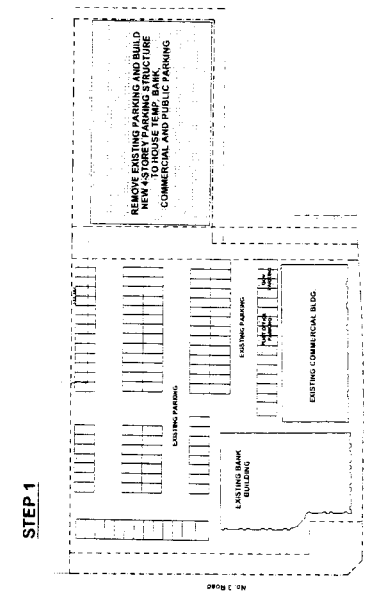 STEP 1
REMOVE EXISTING PARKING AND BUILD
NEW 4-STOREY PARKING STRUCTURE
TO HOUSE TEMP. BANK,
COMMERCIAL AND PUBLIC PARKING
EXISTING PARKING
EXISTING PARKING
POST OFFICE
PARKING
PARKING
EXISTING BANK
BUILDING
EXISTING COMMERCIAL BLDG
No. 3 ROAD